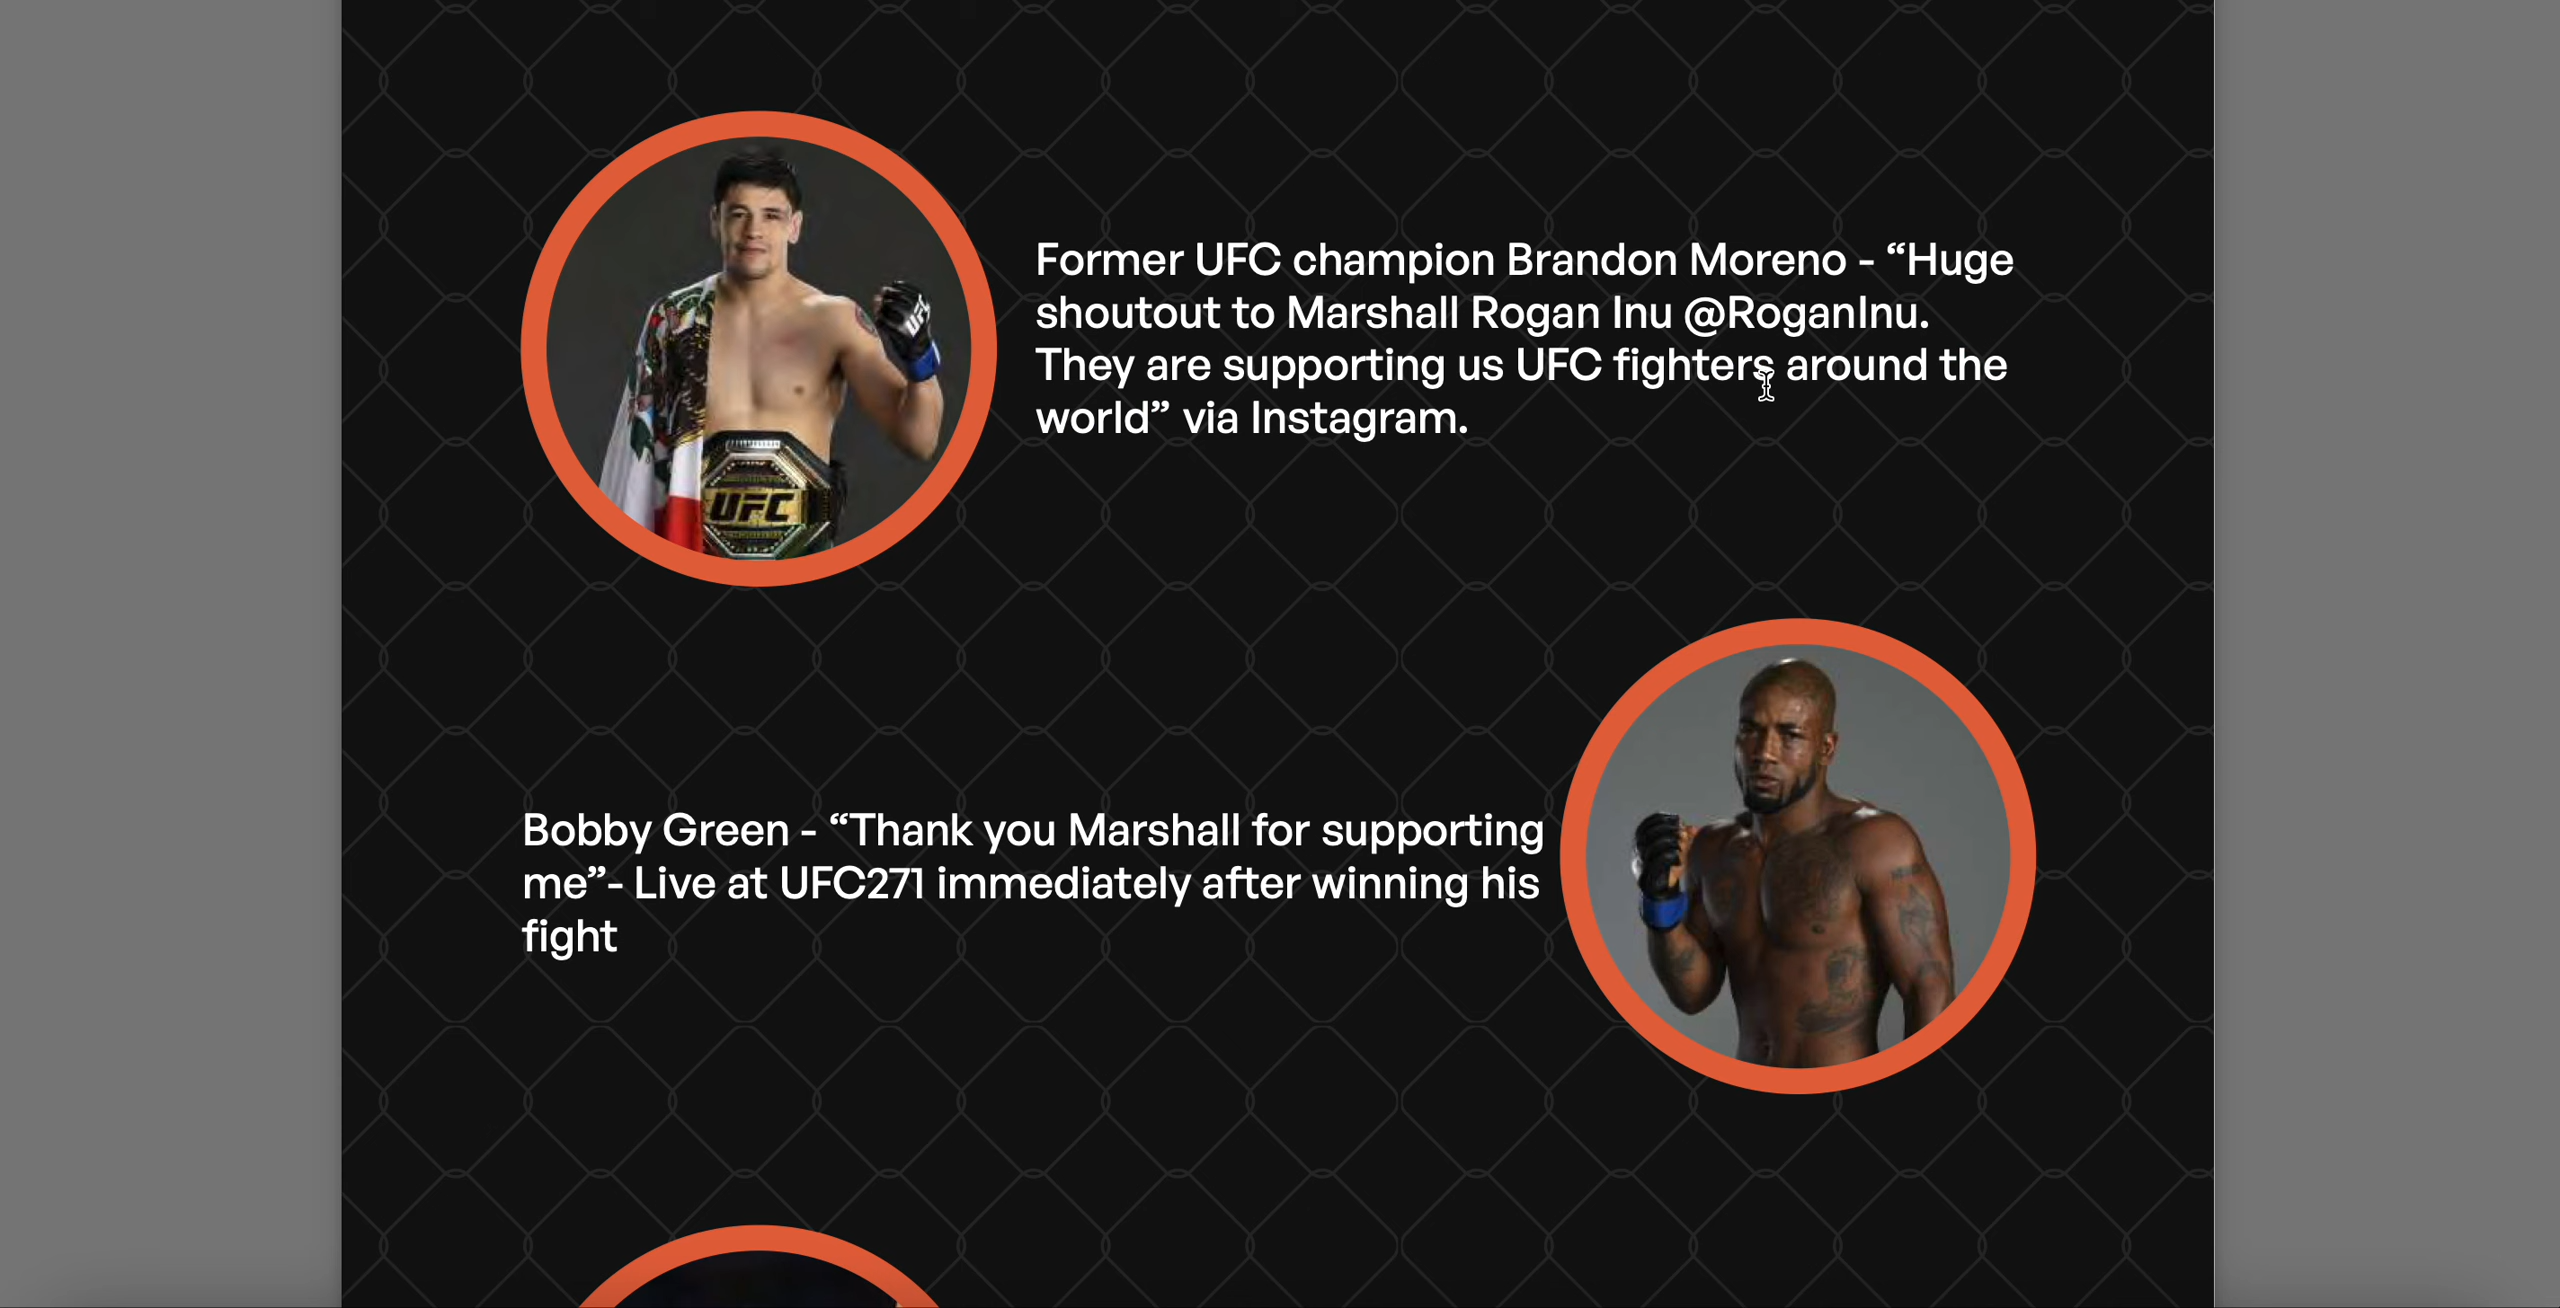 Former UFC champion Brandon Moreno - “Huge
shoutout to Marshall Rogan Inu @RoganInu.
They are supporting us UFC fighters around the
world” via Instagram.
UFC
UFC
Bobby Green - “Thank you Marshall for supporting
me”- Live at UFC271 immediately after winning his
fight